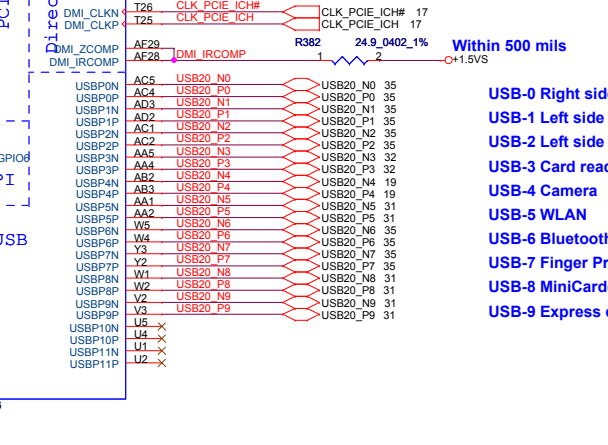 DMI_CLKN T26 CLK_PCIE_ICH# CLK_PCIE_ICH# 17
DMI_CLKP T25 CLK_PCIE_ICH CLK_PCIE_ICH 17
R382 24.9_0402_1% Within 500 mils
DMI_ZCOMP AF29
DMI_IRCOMP AF28 DMI_IRCOMP 1 2 +1.5VS
USBP0N AC5 USB20_N0 USB20_N0 35
USBP0P AC4 USB20_P0 USB20_P0 35
USB-0 Right side
USBP1N AD3 USB20_N1 USB20_N1 35
USBP1P AD2 USB20_P1 USB20_P1 35
USB-1 Left side
USBP2N AC1 USB20_N2 USB20_N2 35
USBP2P AC2 USB20_P2 USB20_P2 35
USB-2 Left side
USBP3N AA5 USB20_N3 USB20_N3 32
USBP3P AA4 USB20_P3 USB20_P3 32
USB-3 Card
USBP4N AB2 USB20_N4 USB20_N4 19
USBP4P AB3 USB20_P4 USB20_P4 19
USB-4 Camera
USBP5N AA1 USB20_N5 USB20_N5 31
USBP5P AA2 USB20_P5 USB20_P5 31
USB-5 WLAN
USBP6N W5 USB20_N6 USB20_N6 35
USBP6P W4 USB20_P6 USB20_P6 35
USB-6 Bluetooth
USBP7N Y3 USB20_N7 USB20_N7 35
USBP7P Y2 USB20_P7 USB20_P7 35
USB-7 Finger
USBP8N W1 USB20_N8 USB20_N8 31
USBP8P W2 USB20_P8 USB20_P8 31
USB-8 MiniCard
USBP9N V2 USB20_N9 USB20_N9 31
USBP9P V3 USB20_P9 USB20_P9 31
USB-9 Express
USBP10N U5
USBP10P U4
USBP11N U1
USBP11P U2
USB